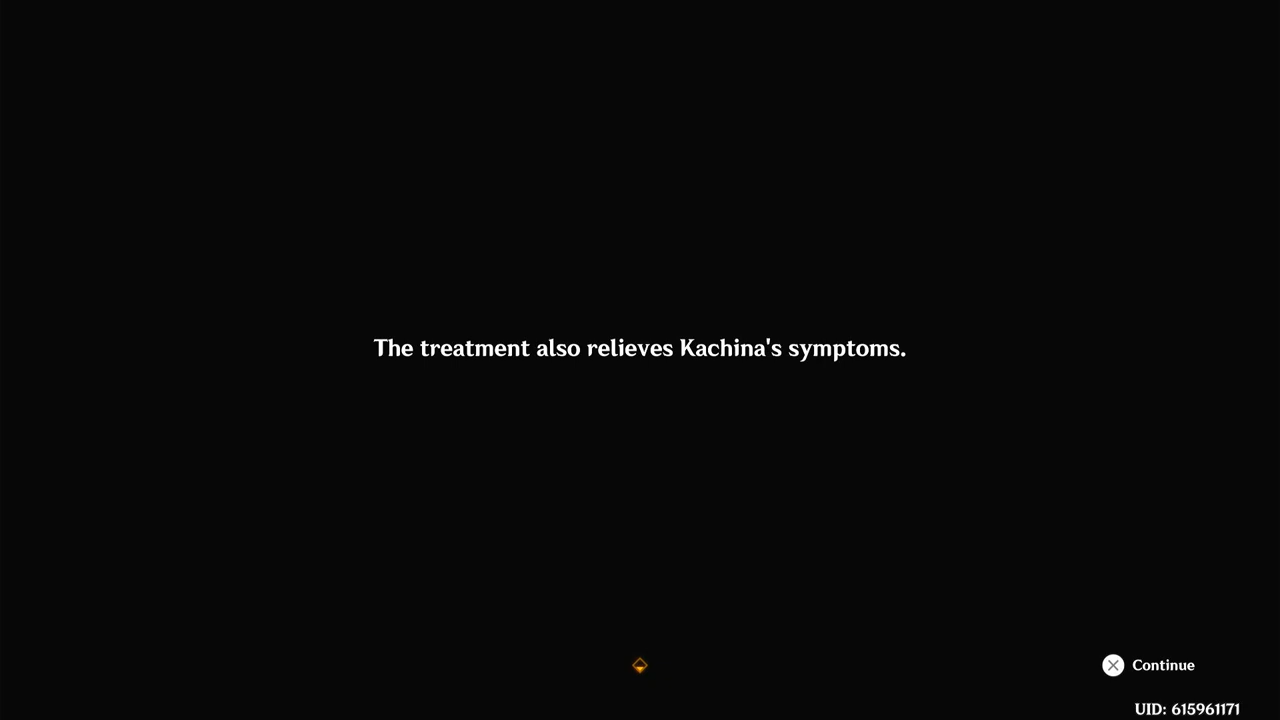 The treatment also relieves Kachina's symptoms.
Continue
UID: 615961171